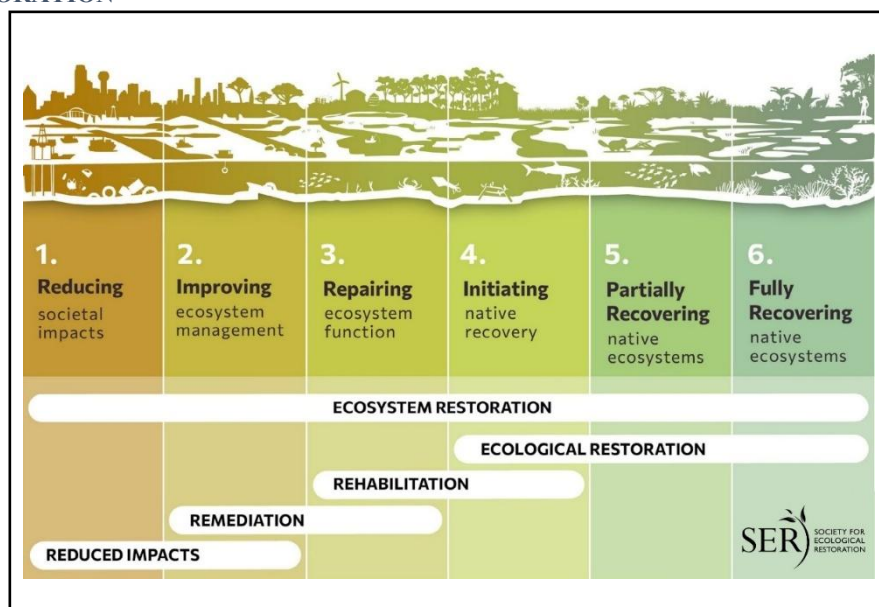 1.
Reducing
societal
impacts
2.
Improving
ecosystem
management
3.
Repairing
ecosystem
function
4.
Initiating
native
recovery
5.
Partially
Recovering
native
ecosystems
6.
Fully
Recovering
native
ecosystems
ECOSYSTEM RESTORATION
ECOLOGICAL RESTORATION
REHABILITATION
REMEDIATION
REDUCED IMPACTS
SER
SOCIETY FOR
ECOLOGICAL
RESTORATION